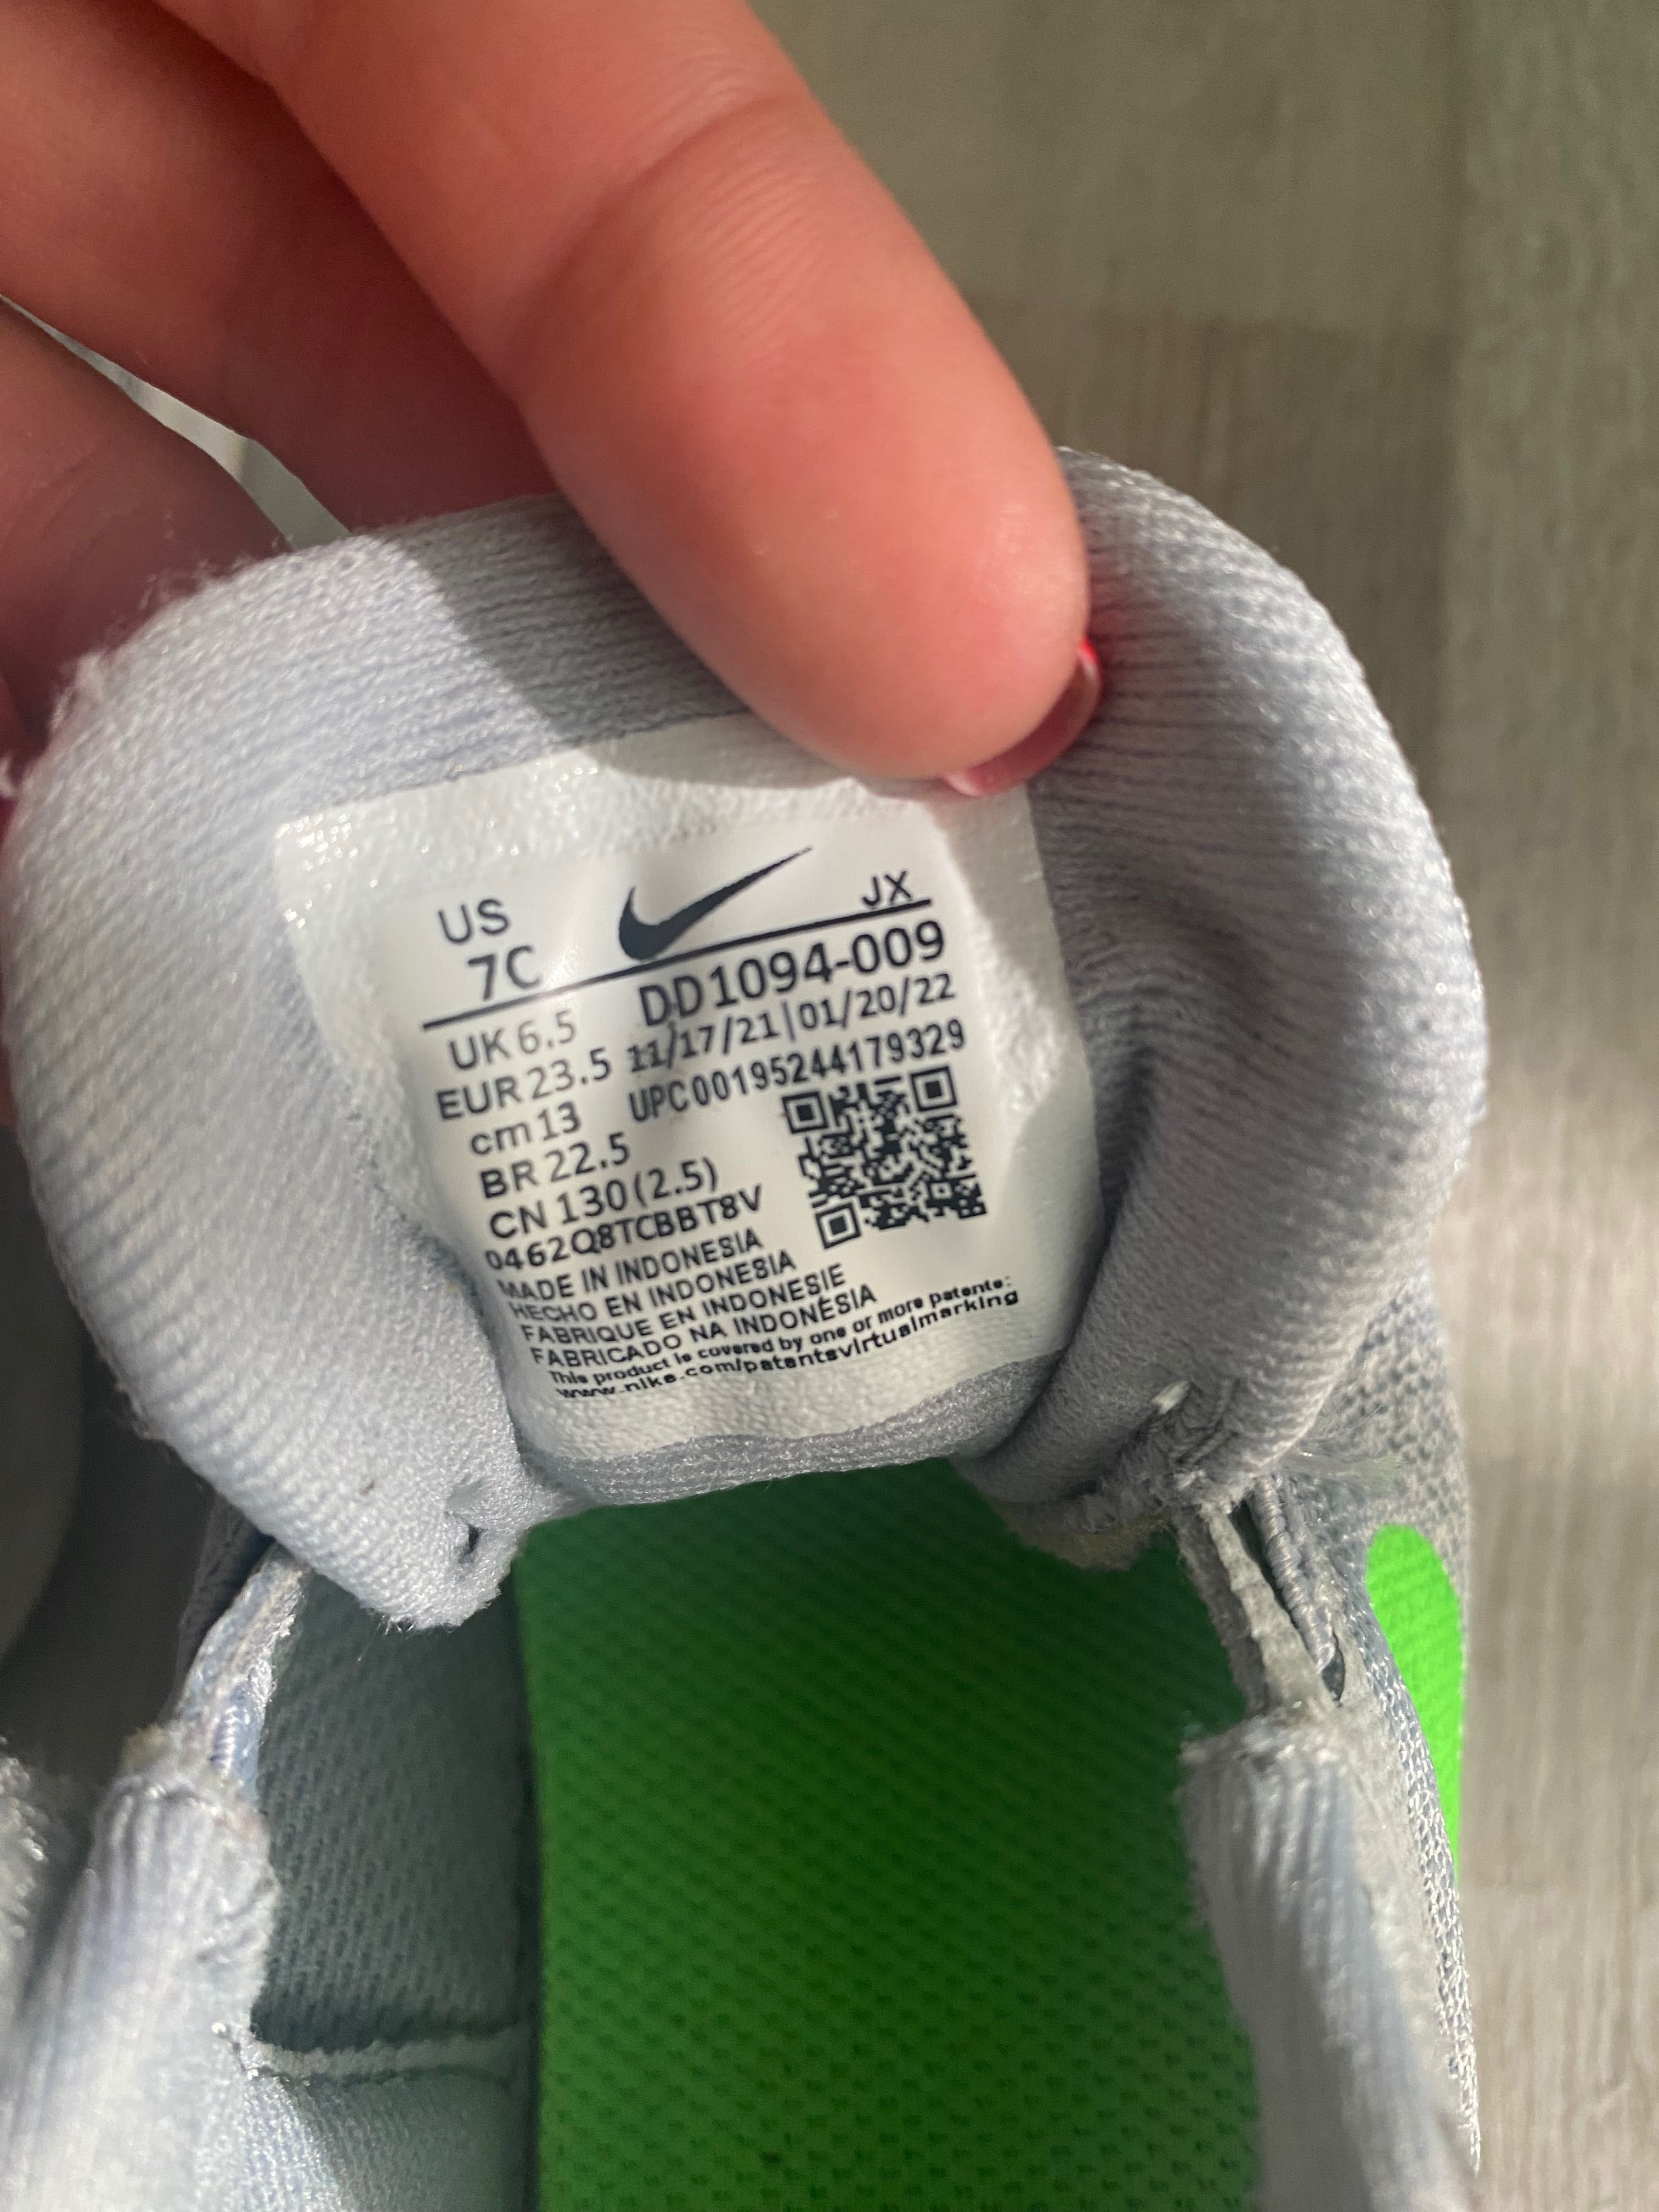 US
7C
JX
DD1094-009
UK 6.5
11/17/21|01/20/22
EUR 23.5
UPC00195244179329
cm 13
BR 22.5
CN 130(2.5)
0462Q8TCBBT8V
MADE IN INDONESIA
HECHO EN INDONESIA
FABRIQUE EN INDONESIE
FABRICADO NA INDONÉSIA
This product is covered by one or more patents:
www.nike.com/patentsvirtualmarking